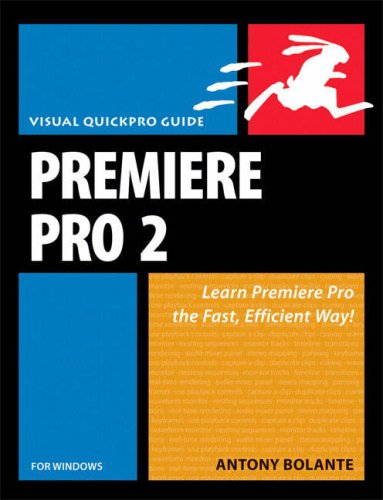 VISUAL QUICKPRO GUIDE
PREMIERE
PRO 2
Learn Premiere Pro
the Fast, Efficient Way!
FOR WINDOWS
ANTONY BOLANTE